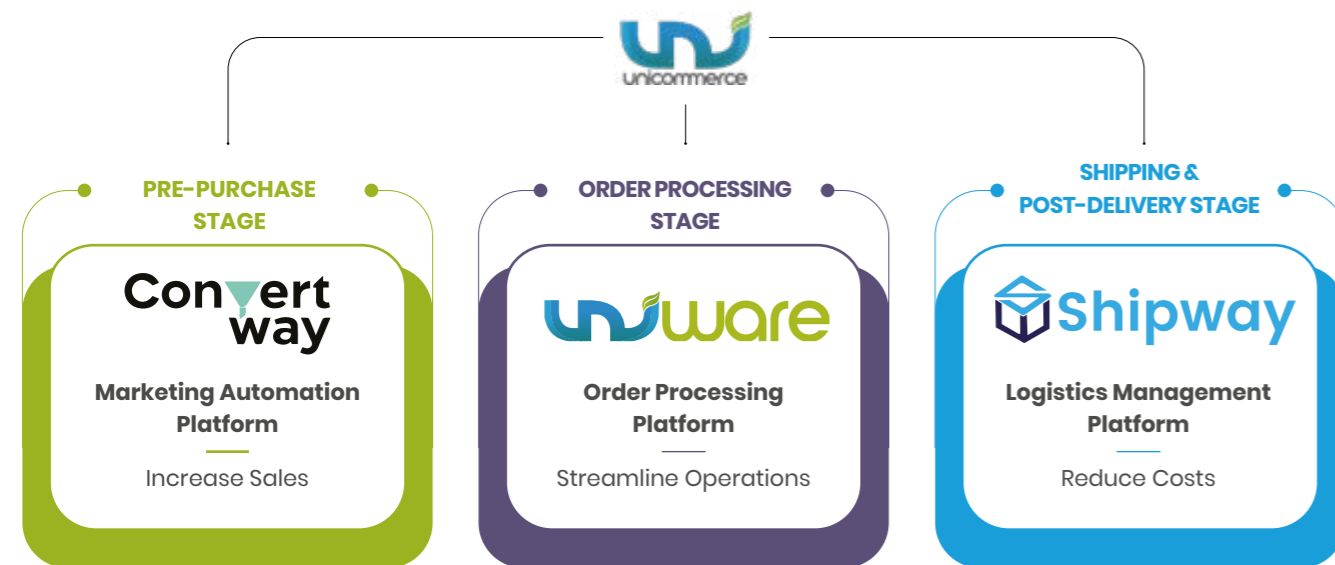 uni
unicommerce
PRE-PURCHASE
STAGE
Convert
way
Marketing Automation
Platform
Increase Sales
ORDER PROCESSING
STAGE
uniware
Order Processing
Platform
Streamline Operations
SHIPPING &
POST-DELIVERY STAGE
Shipway
Logistics Management
Platform
Reduce Costs